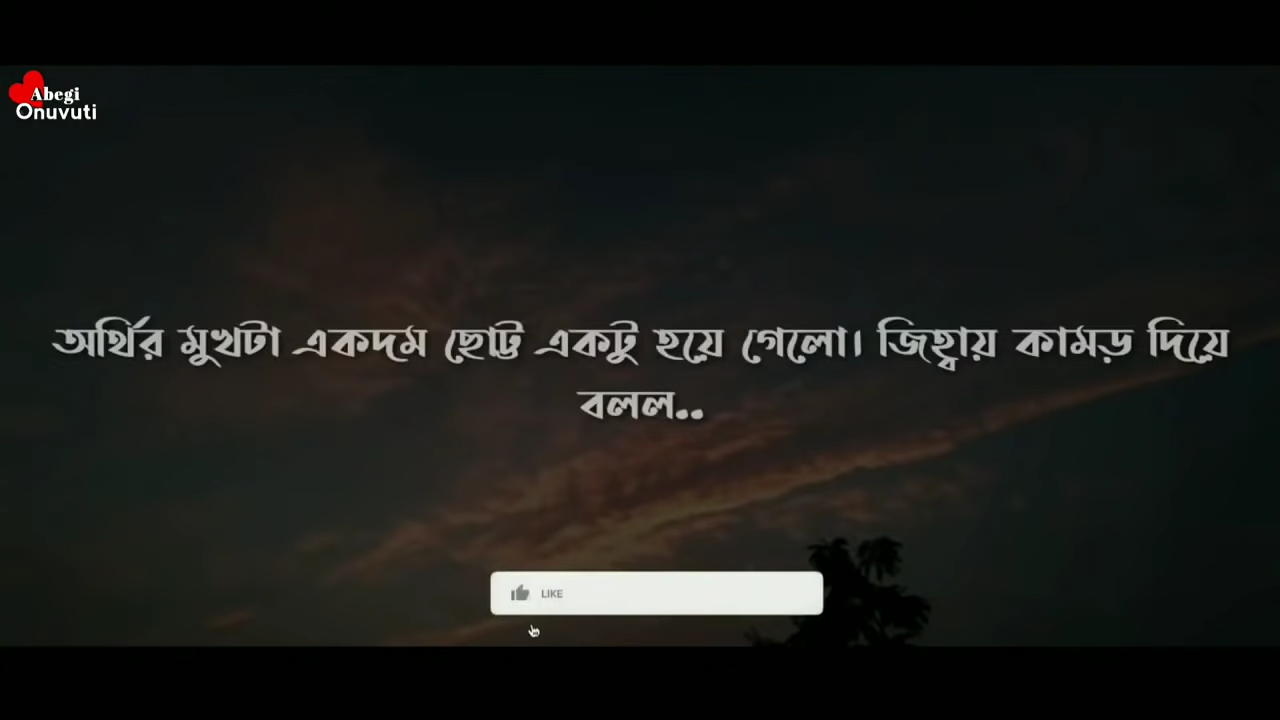 Abegi
Onuvuti
অর্থির মুখটা একদম ছোট্ট একটু হয়ে গেলো। জিহ্বায় কামড় দিয়ে
বলল..
LIKE